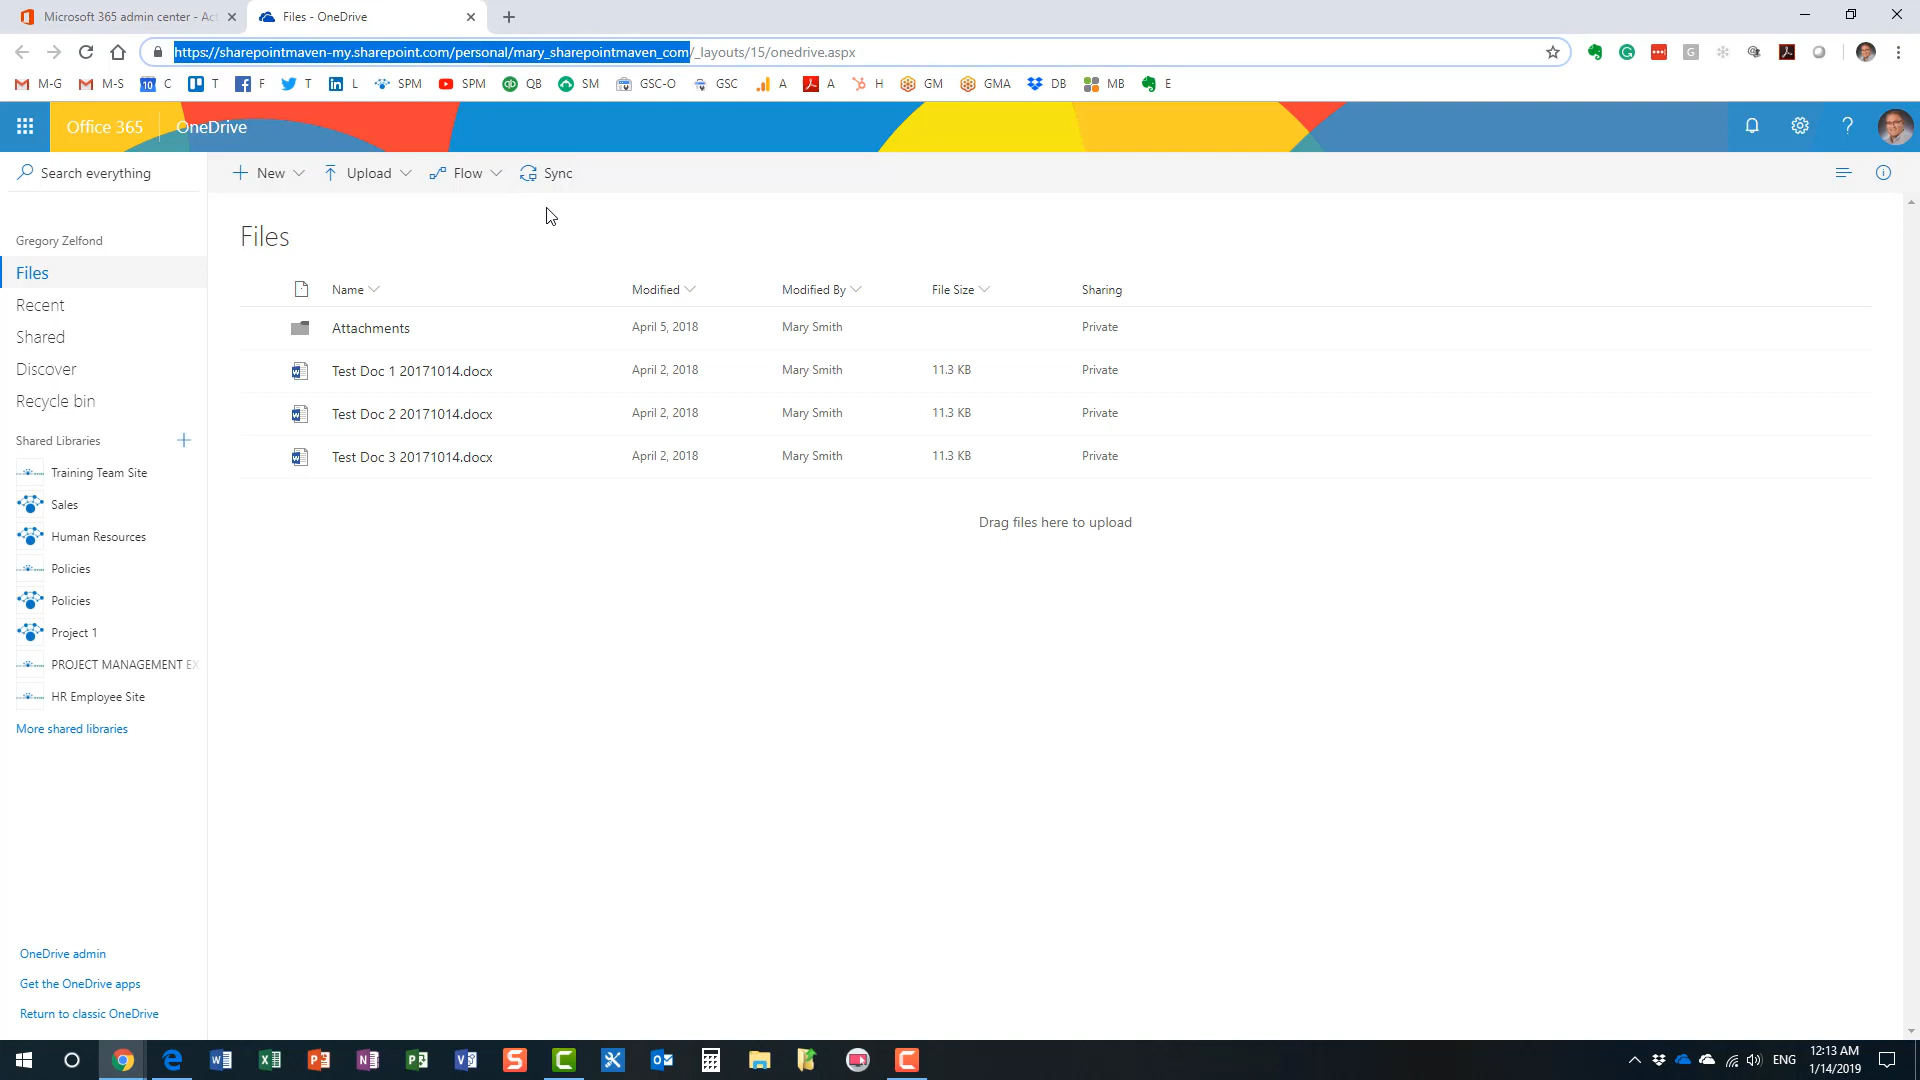 Microsoft 365 admin center - Act
Files - OneDrive
https://sharepointmaven-my.sharepoint.com/personal/mary_sharepointmaven_com/_layouts/15/onedrive.aspx
M-G M-S 10 C T F T L SPM SPM QB SM GSC-O GSC A A H GM GMA DB MB E
Office 365 OneDrive
Search everything
New Upload Flow Sync
Gregory Zelfond
Files
Recent
Shared
Discover
Recycle bin
Shared Libraries
Training Team Site
Sales
Human Resources
Policies
Policies
Project 1
PROJECT MANAGEMENT EX
HR Employee Site
More shared libraries
OneDrive admin
Get the OneDrive apps
Return to classic OneDrive
Files
Name Modified Modified By File Size Sharing
Attachments April 5, 2018 Mary Smith Private
Test Doc 1 20171014.docx April 2, 2018 Mary Smith 11.3 KB Private
Test Doc 2 20171014.docx April 2, 2018 Mary Smith 11.3 KB Private
Test Doc 3 20171014.docx April 2, 2018 Mary Smith 11.3 KB Private
Drag files here to upload
ENG
12:13 AM
1/14/2019